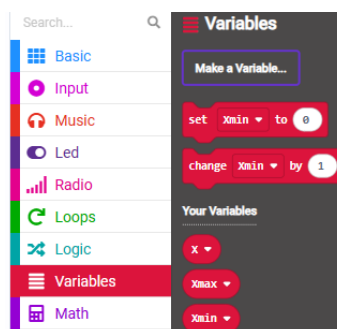 Search...
Basic
Input
Music
Led
Radio
Loops
Logic
Variables
Math
Variables
Make a Variable...
set Xmin to 0
change Xmin by 1
Your Variables
X
Xmax
Xmin